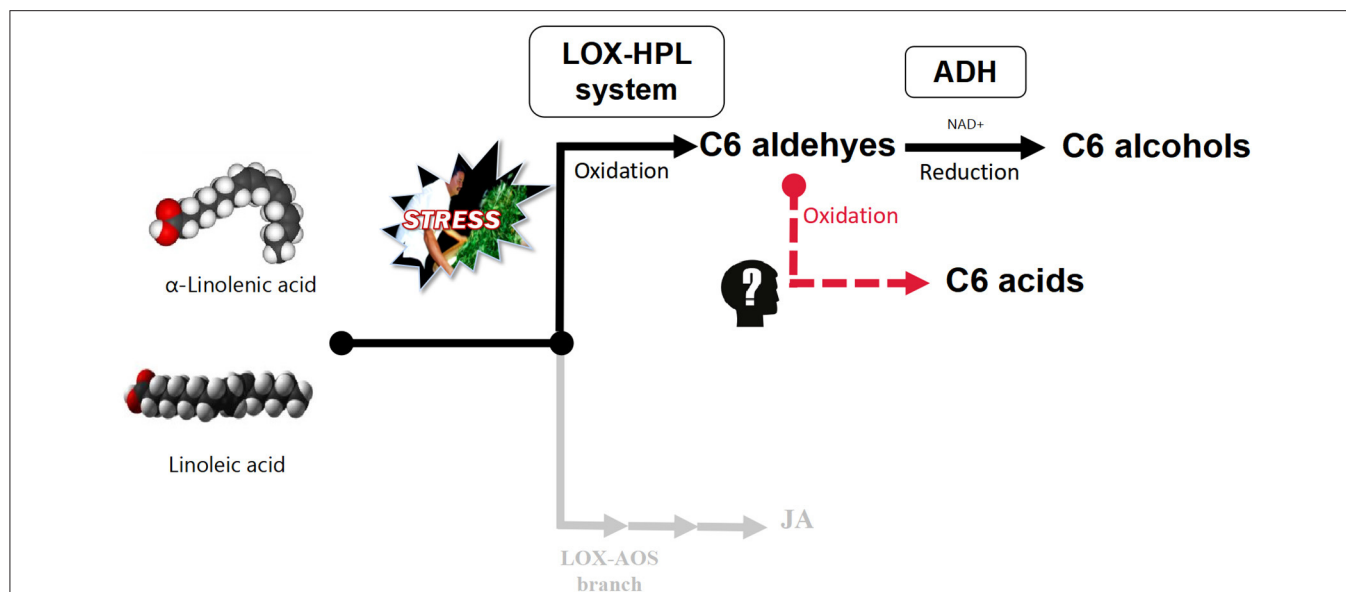 LOX-HPL
system
ADH
NAD+
C6 aldehyes
C6 alcohols
Oxidation
Reduction
STRESS
Oxidation
α-Linolenic acid
?
C6 acids
Linoleic acid
JA
LOX-AOS
branch